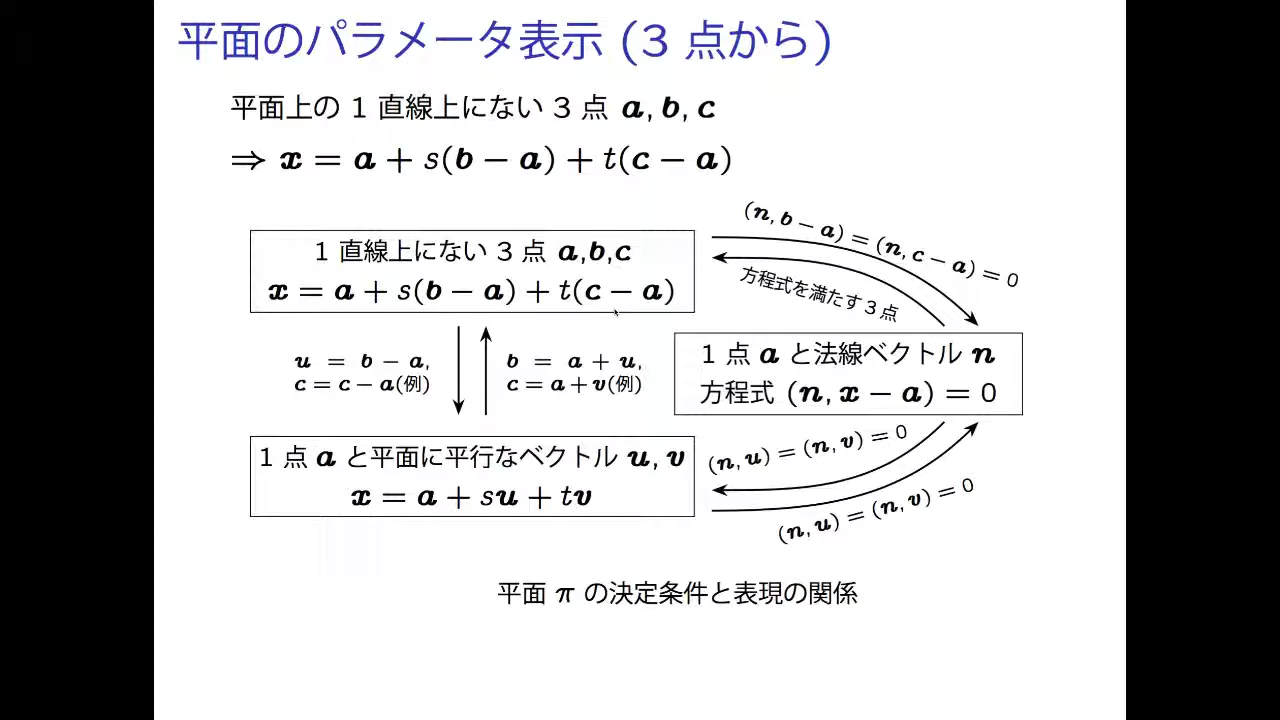 平面のパラメータ表示 (3 点から)
平面上の 1 直線上にない 3 点 a, b, c
⇒ x = a + s(b − a) + t(c − a)
1 直線上にない 3 点 a,b,c
x = a + s(b − a) + t(c − a)
(n, b − a) = (n, c − a) = 0
方程式を満たす 3 点
u = b − a,
c = c − a(例)
b = a + u,
c = a + v(例)
1 点 a と法線ベクトル n
方程式 (n, x − a) = 0
1 点 a と平面に平行なベクトル u, v
x = a + su + tv
(n, u) = (n, v) = 0
(n, u) = (n, v) = 0
平面 π の決定条件と表現の関係